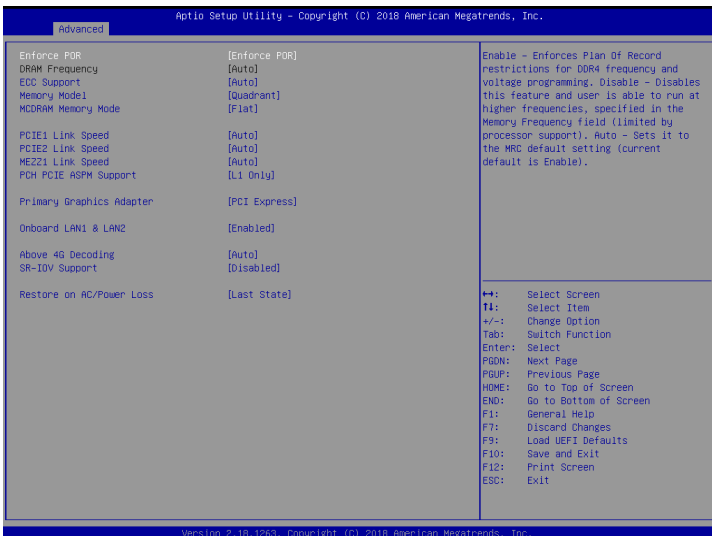 Aptio Setup Utility – Copyright (C) 2018 American Megatrends, Inc.
Advanced
Enforce POR [Enforce POR]
DRAM Frequency [Auto]
ECC Support [Auto]
Memory Model [Quadrant]
MCDRAM Memory Mode [Flat]
PCIE1 Link Speed [Auto]
PCIE2 Link Speed [Auto]
MEZZ1 Link Speed [Auto]
PCH PCIE ASPM Support [L1 Only]
Primary Graphics Adapter [PCI Express]
Onboard LAN1 & LAN2 [Enabled]
Above 4G Decoding [Auto]
SR-IOV Support [Disabled]
Restore on AC/Power Loss [Last State]
Enable – Enforces Plan Of Record
restrictions for DDR4 frequency and
voltage programming. Disable – Disables
this feature and user is able to run at
higher frequencies, specified in the
Memory Frequency field (limited by
processor support). Auto – Sets it to
the MRC default setting (current
default is Enable).
↔: Select Screen
↑↓: Select Item
+/-: Change Option
Tab: Switch Function
Enter: Select
PGDN: Next Page
PGUP: Previous Page
HOME: Go to Top of Screen
END: Go to Bottom of Screen
F1: General Help
F7: Discard Changes
F9: Load UEFI Defaults
F10: Save and Exit
F12: Print Screen
ESC: Exit
Version 2.18.1263. Copyright (C) 2018 American Megatrends, Inc.